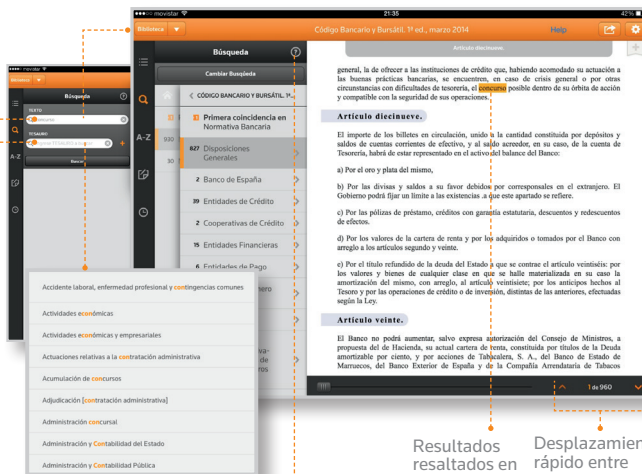 movistar
21:35
42%
Biblioteca
Código Bancario y Bursátil. 1ª ed., marzo 2014
Help
Búsqueda
?
Cambiar Busqueda
CÓDIGO BANCARIO Y BURSÁTIL. 1ª...
Primera coincidencia en
Normativa Bancaria
827 Disposiciones
Generales
2 Banco de España
39 Entidades de Crédito
2 Cooperativas de Crédito
15 Entidades Financieras
6 Entidades de Pago
930
30
A-Z
Artículo diecinueve.
general, la de ofrecer a las instituciones de crédito que, habiendo acomodado su actuación a
las buenas prácticas bancarias, se encuentren, en caso de crisis general o por otras
circunstancias con dificultades de tesorería, el concurso posible dentro de su órbita de acción
y compatible con la seguridad de sus operaciones.
Artículo diecinueve.
El importe de los billetes en circulación, unido a la cantidad constituida por depósitos y
saldos de cuentas corrientes de efectivo, y al saldo acreedor, en su caso, de la cuenta de
Tesorería, habrá de estar representado en el activo del balance del Banco:
a) Por el oro y plata del mismo,
b) Por las divisas y saldos a su favor debidos por corresponsales en el extranjero. El
Gobierno podrá fijar un límite a las existencias .a que este apartado se refiere.
c) Por las pólizas de préstamo, créditos con garantía estatutaria, descuentos y redescuentos
de efectos.
d) Por los valores de la cartera de renta y por los adquiridos o tomados por el Banco con
arreglo a los artículos segundo y veinte.
e) Por el título refundido de la deuda del Estado a que se contrae el artículo veintiséis: por
los valores y bienes de cualquier clase en que se halle materializada en su caso la
amortización del mismo, con arreglo, al artículo veintisiete; por los anticipos hechos al
Tesoro y por las operaciones de crédito o de inversión, distintas de las anteriores, efectuadas
según la Ley.
Artículo veinte.
El Banco no podrá aumentar, salvo expresa autorización del Consejo de Ministros, a
propuesta del de Hacienda, su actual cartera de renta, constituida por títulos de la Deuda
amortizable por ciento, y por acciones de Tabacalera, S. A., del Banco de Estado de
Marruecos, del Banco Exterior de España y de la Compañía Arrendataria de Tabacos
1 de 960
movistar
Biblioteca
Búsqueda
?
TEXTO
concurso
TESAURO
Buscar
A-Z
Accidente laboral, enfermedad profesional y contingencias comunes
Actividades económicas
Actividades económicas y empresariales
Actuaciones relativas a la contratación administrativa
Acumulación de concursos
Adjudicación [contratación administrativa]
Administración concursal
Administración y Contabilidad del Estado
Administración y Contabilidad Pública
Resultados
resaltados en
Desplazamien
rápido entre